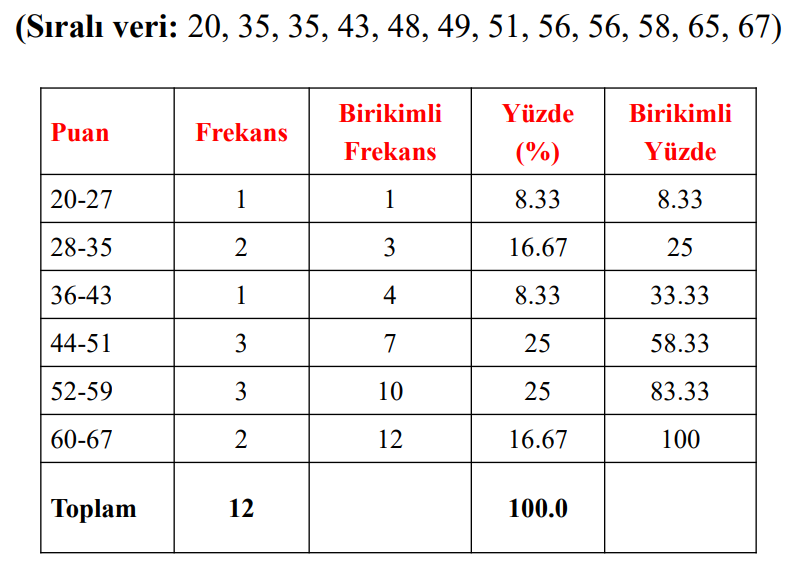 (Sıralı veri: 20, 35, 35, 43, 48, 49, 51, 56, 56, 58, 65, 67)
Puan Frekans Birikimli Frekans Yüzde (%) Birikimli Yüzde
20-27 1 1 8.33 8.33
28-35 2 3 16.67 25
36-43 1 4 8.33 33.33
44-51 3 7 25 58.33
52-59 3 10 25 83.33
60-67 2 12 16.67 100
Toplam 12 100.0